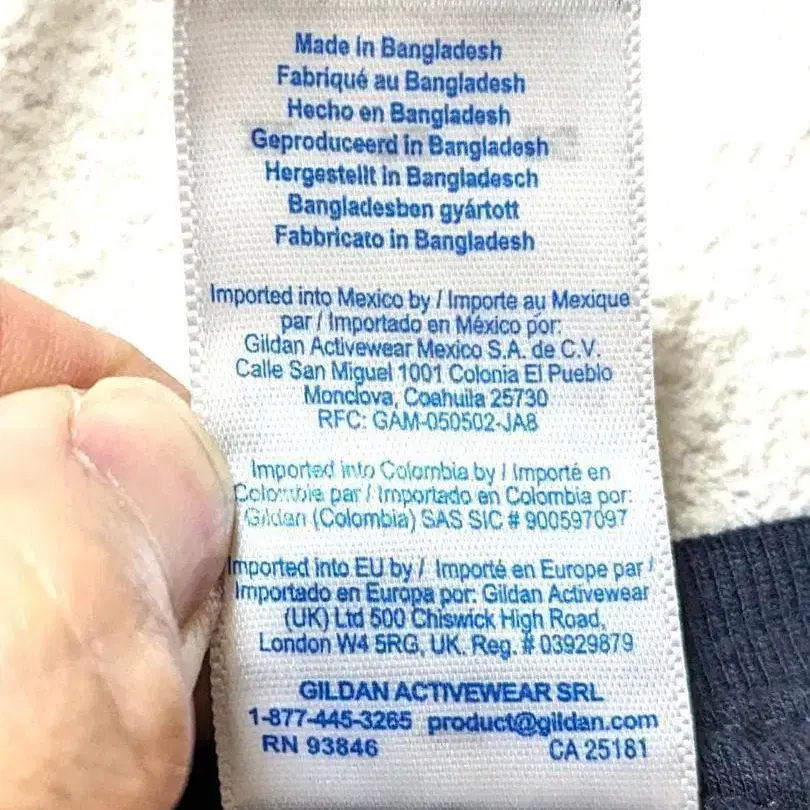 Made in Bangladesh
Fabriqué au Bangladesh
Hecho en Bangladesh
Geproduceerd in Bangladesh
Hergestellt in Bangladesch
Bangladesben gyártott
Fabbricato in Bangladesh
Imported into Mexico by / Importe au Mexique
par / Importado en México por:
Gildan Activewear Mexico S.A. de C.V.
Calle San Miguel 1001 Colonia El Pueblo
Monclova, Coahuila 25730
RFC: GAM-050502-JA8
Imported into Colombia by / Importé en
Colombie par / Importado en Colombia por:
Gildan (Colombia) SAS SIC # 900597097
Imported into EU by / Importé en Europe par /
Importado en Europa por: Gildan Activewear
(UK) Ltd 500 Chiswick High Road,
London W4 5RG, UK. Reg. # 03929879
GILDAN ACTIVEWEAR SRL
1-877-445-3265 product@gildan.com
RN 93846 CA 25181